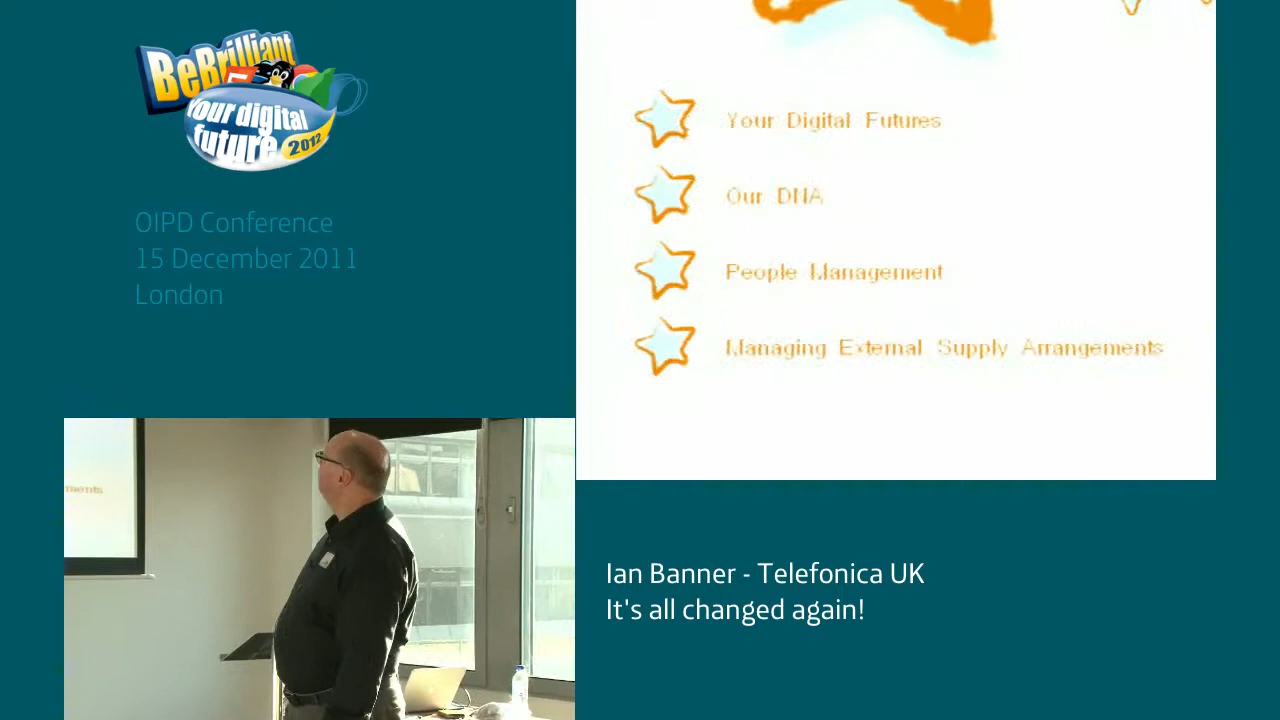 BeBrilliant
Your digital
future
2012
OIPD Conference
15 December 2011
London
Your Digital Futures
Our DNA
People Management
Managing External Supply Arrangements
ments
Ian Banner - Telefonica UK
It's all changed again!